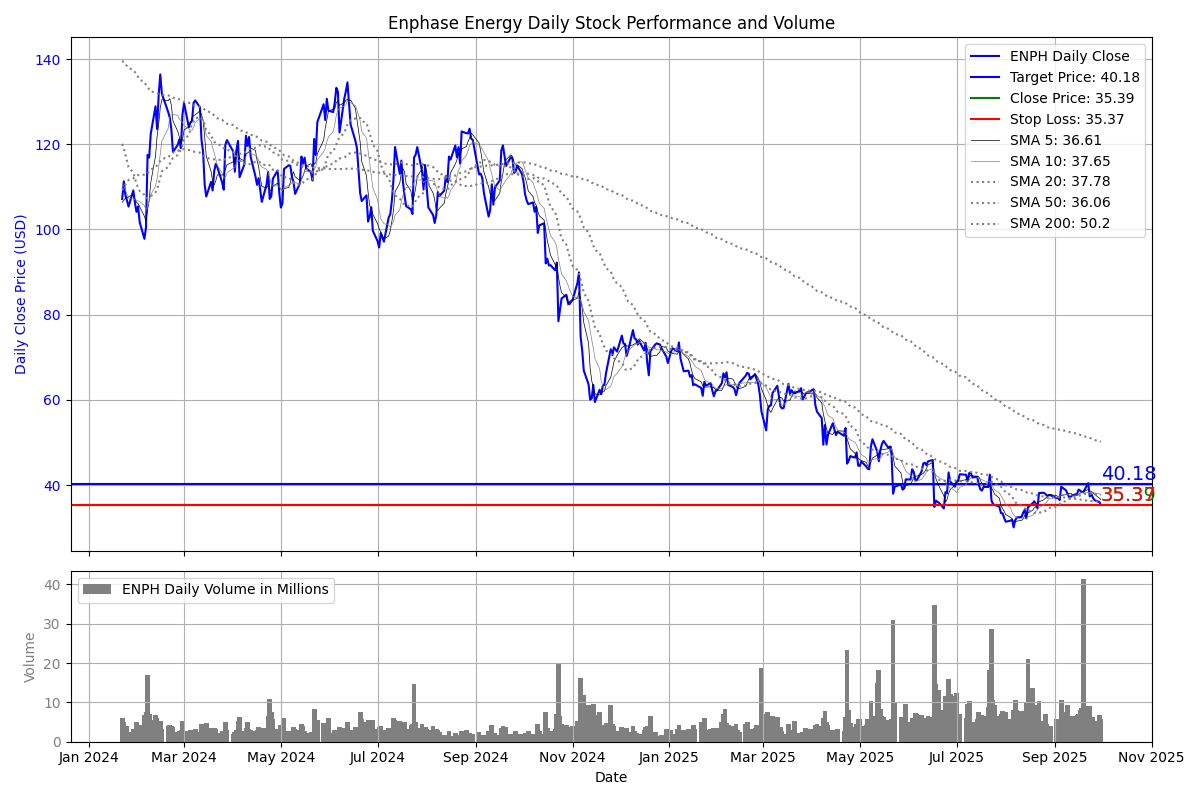 Enphase Energy Daily Stock Performance and Volume
Daily Close Price (USD)
140
120
100
80
60
40
ENPH Daily Close
Target Price: 40.18
Close Price: 35.39
Stop Loss: 35.37
SMA 5: 36.61
SMA 10: 37.65
SMA 20: 37.78
SMA 50: 36.06
SMA 200: 50.2
40.18
35.39
35.37
Volume
40
30
20
10
0
ENPH Daily Volume in Millions
Jan 2024 Mar 2024 May 2024 Jul 2024 Sep 2024 Nov 2024 Jan 2025 Mar 2025 May 2025 Jul 2025 Sep 2025 Nov 2025
Date